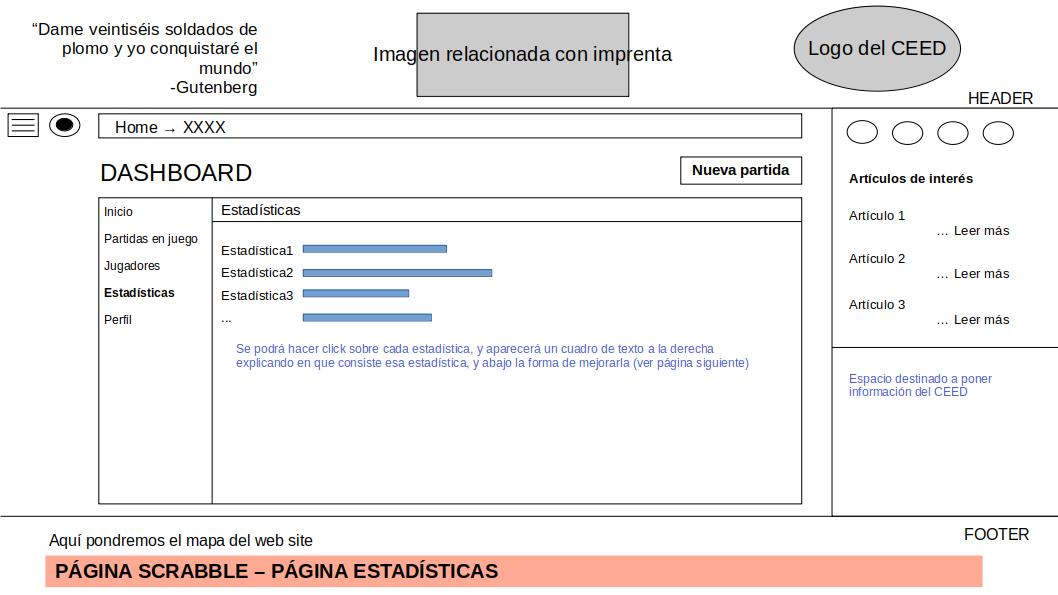 “Dame veintiséis soldados de
plomo y yo conquistaré el
mundo”
-Gutenberg
Imagen relacionada con imprenta
Logo del CEED
HEADER
Home → XXXX
DASHBOARD
Nueva partida
Inicio
Partidas en juego
Jugadores
Estadísticas
Perfil
Estadísticas
Estadística1
Estadística2
Estadística3
...
Se podrá hacer click sobre cada estadística, y aparecerá un cuadro de texto a la derecha
explicando en que consiste esa estadística, y abajo la forma de mejorarla (ver página siguiente)
Artículos de interés
Artículo 1
... Leer más
Artículo 2
... Leer más
Artículo 3
... Leer más
Espacio destinado a poner
información del CEED
FOOTER
Aquí pondremos el mapa del web site
PÁGINA SCRABBLE – PÁGINA ESTADÍSTICAS